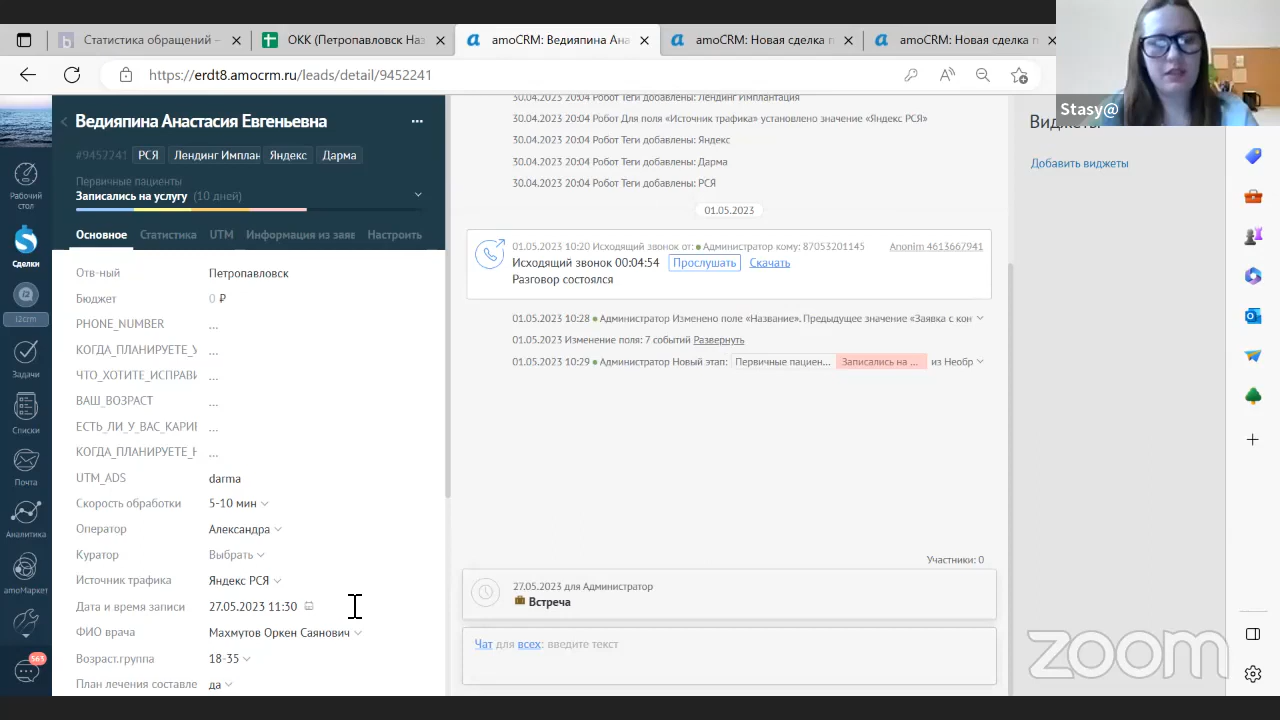 Статистика обращений –
ОКК (Петропавловск Наз
amoCRM: Ведияпина Ана
amoCRM: Новая сделка п
amoCRM: Новая сделка п
https://erdt8.amocrm.ru/leads/detail/9452241
Stasy@
Рабочий
стол
Сделки
i2crm
Задачи
Списки
Почта
Аналитика
amoМаркет
563
Ведияпина Анастасия Евгеньевна
#9452241 РСЯ Лендинг Имплан Яндекс Дарма
Первичные пациенты
Записались на услугу (10 дней)
Основное Статистика UTM Информация из заяв Настроить
Отв-ный Петропавловск
Бюджет 0 ₽
PHONE_NUMBER ...
КОГДА_ПЛАНИРУЕТЕ_У ...
ЧТО_ХОТИТЕ_ИСПРАВИ ...
ВАШ_ВОЗРАСТ ...
ЕСТЬ_ЛИ_У_ВАС_КАРИЕ ...
КОГДА_ПЛАНИРУЕТЕ_Н ...
UTM_ADS darma
Скорость обработки 5-10 мин
Оператор Александра
Куратор Выбрать
Источник трафика Яндекс РСЯ
Дата и время записи 27.05.2023 11:30
ФИО врача Махмутов Оркен Саянович
Возраст.группа 18-35
План лечения составле да
30.04.2023 20:04 Робот Теги добавлены: Лендинг Имплантация
30.04.2023 20:04 Робот Для поля «Источник трафика» установлено значение «Яндекс РСЯ»
30.04.2023 20:04 Робот Теги добавлены: Яндекс
30.04.2023 20:04 Робот Теги добавлены: Дарма
30.04.2023 20:04 Робот Теги добавлены: РСЯ
01.05.2023
01.05.2023 10:20 Исходящий звонок от: Администратор кому: 87053201145 Anonim 4613667941
Исходящий звонок 00:04:54 Прослушать Скачать
Разговор состоялся
01.05.2023 10:28 Администратор Изменено поле «Название». Предыдущее значение «Заявка с кон
01.05.2023 Изменение поля: 7 событий Развернуть
01.05.2023 10:29 Администратор Новый этап: Первичные пациен... Записались на ... из Необр
Участники: 0
27.05.2023 для Администратор
Встреча
Чат для всех: введите текст
Виджеты
Добавить виджеты
zoom